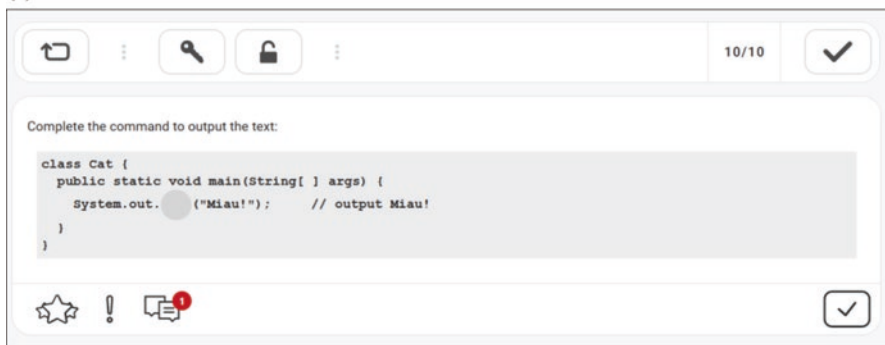 10/10
Complete the command to output the text:
class Cat {
public static void main(String[ ] args) {
System.out. ("Miau!"); // output Miau!
}
}
1